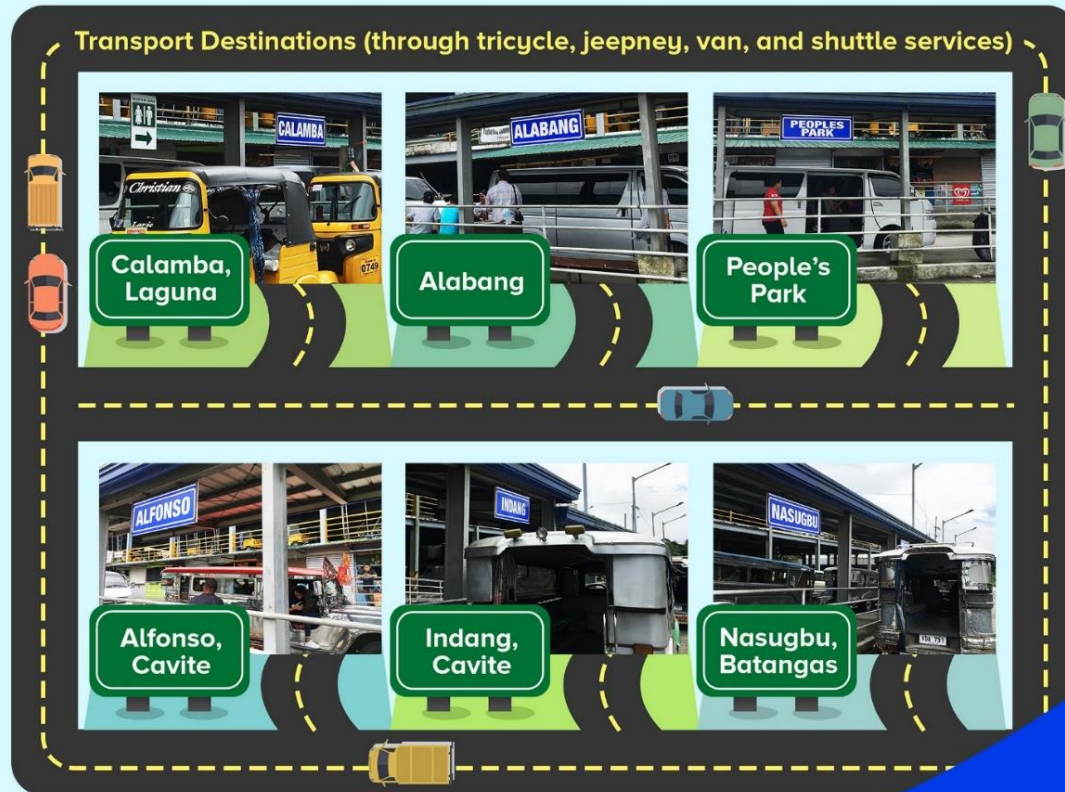 Transport Destinations (through tricycle, jeepney, van, and shuttle services)
CALAMBA
Christian
0749
Calamba,
Laguna
ALABANG
Alabang
PEOPLES
PARK
People's
Park
ALFONSO
Alfonso,
Cavite
INDANG
Indang,
Cavite
NASUGBU
Nasugbu,
Batangas